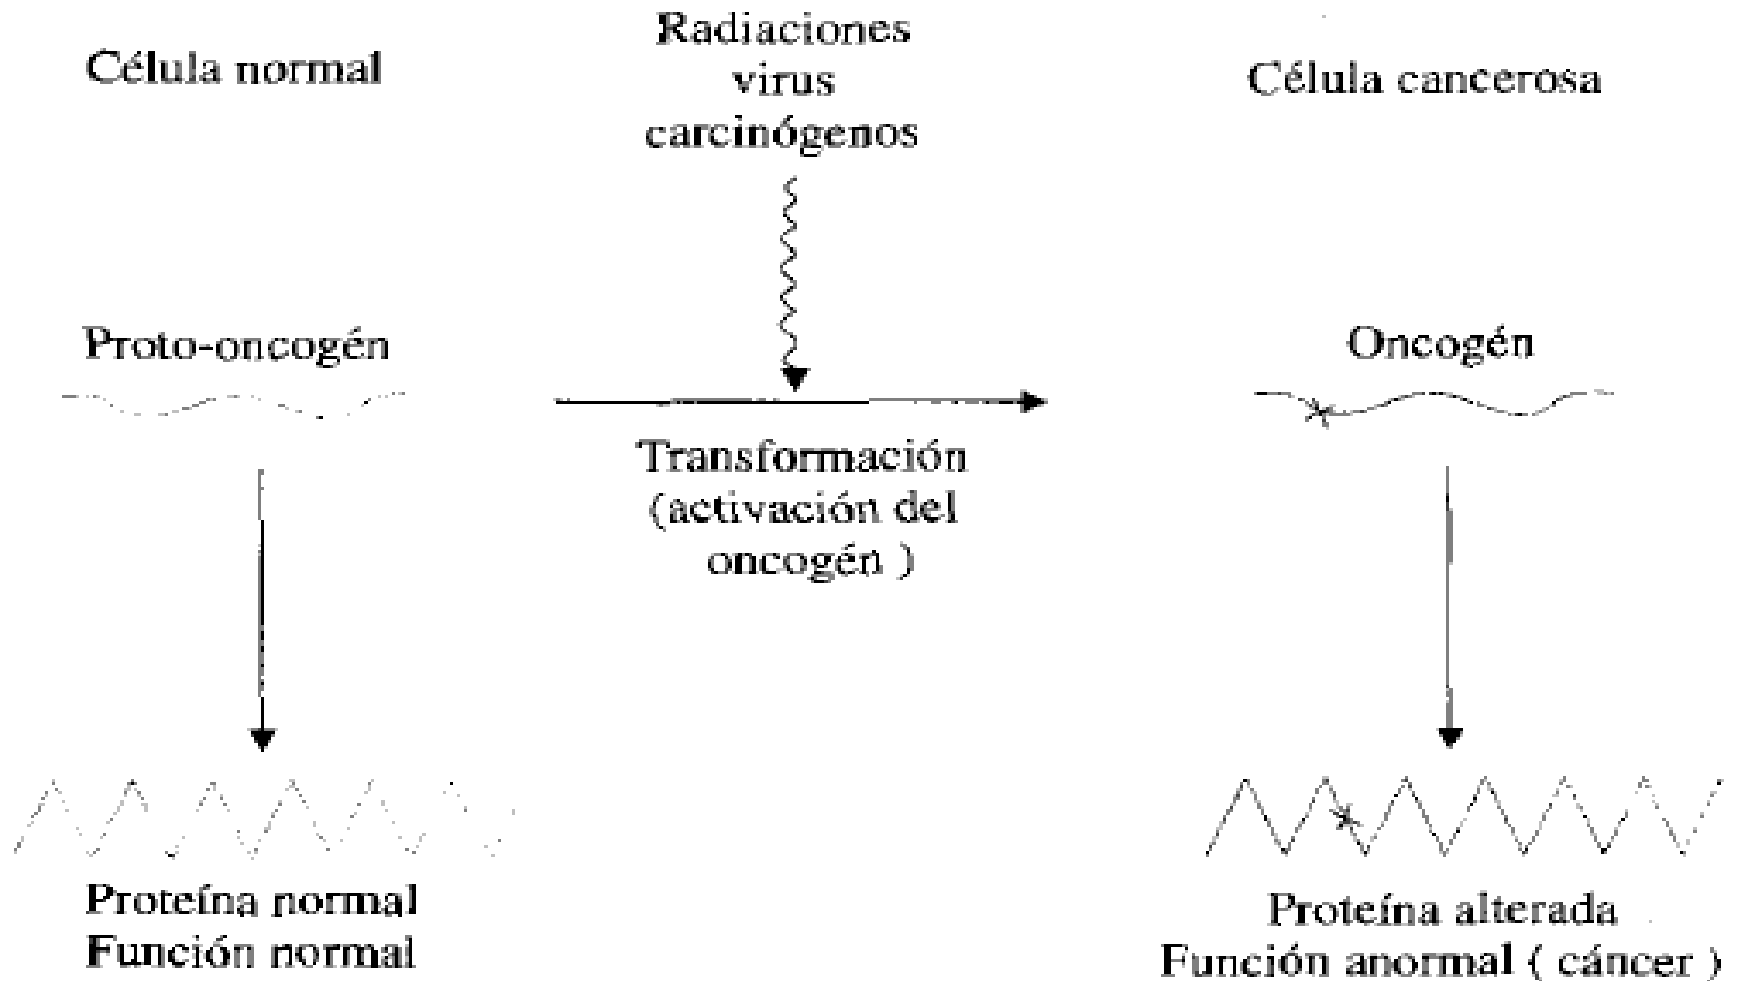 Célula normal
Radiaciones
virus
carcinógenos
Célula cancerosa
Proto-oncogén
Oncogén
Transformación
(activación del
oncogén )
Proteína normal
Función normal
Proteína alterada
Función anormal ( cáncer )